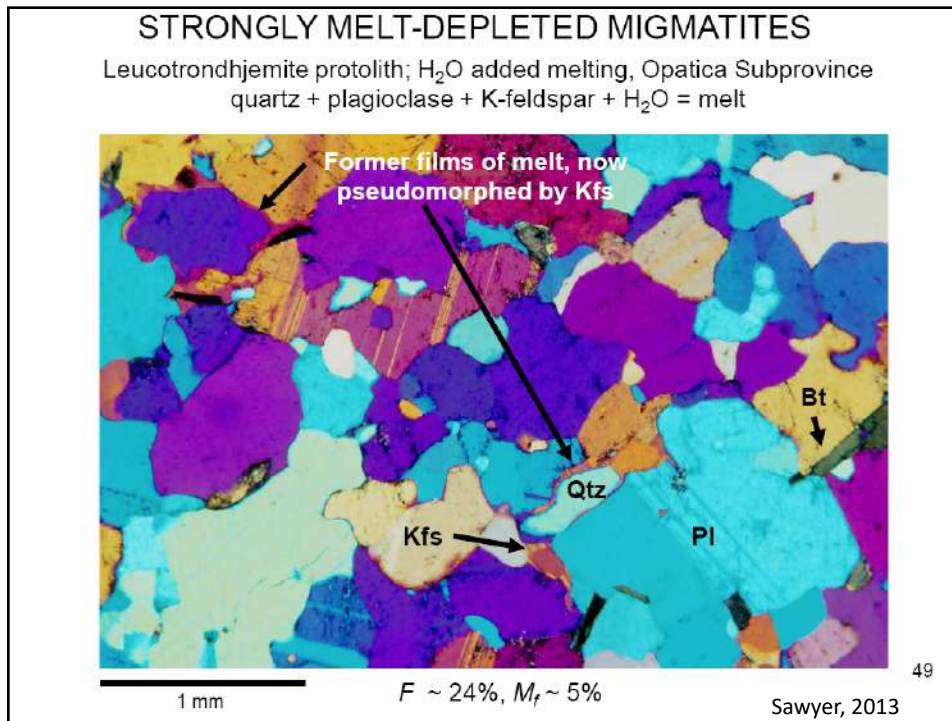 STRONGLY MELT-DEPLETED MIGMATITES
Leucotrondhjemite protolith; H₂O added melting, Opatica Subprovince
quartz + plagioclase + K-feldspar + H₂O = melt
Former films of melt, now
pseudomorphed by Kfs
Bt
Qtz
Kfs
Pl
49
1 mm
F ~ 24%, M_f ~ 5%
Sawyer, 2013